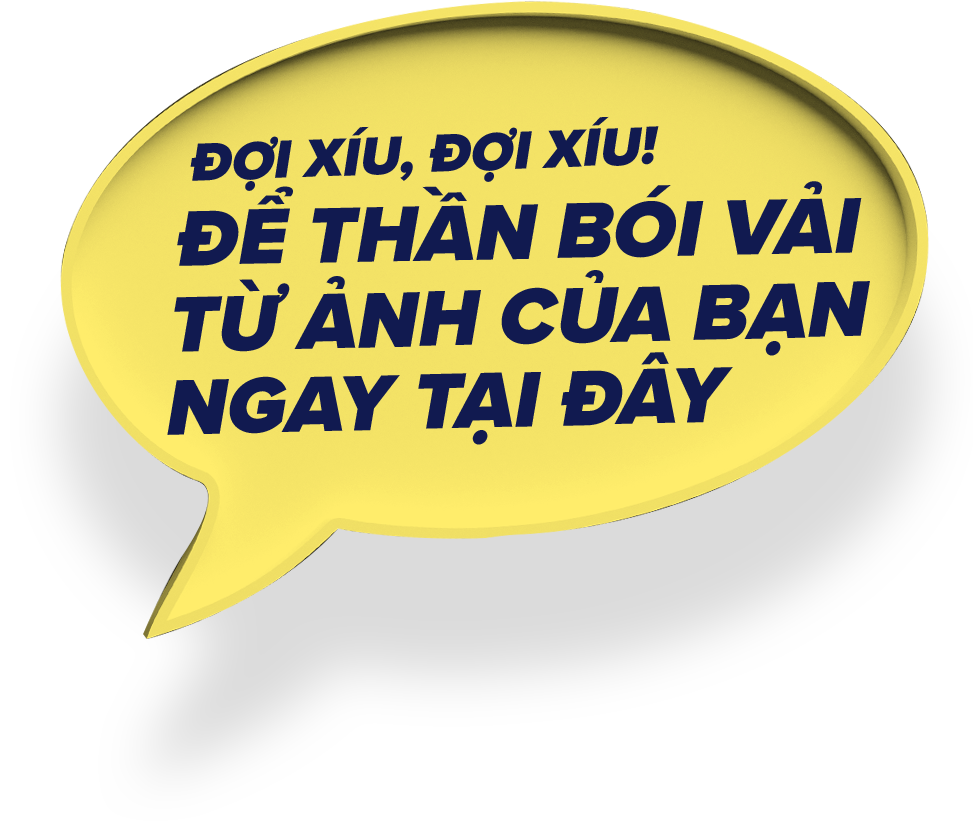 ĐỢI XÍU, ĐỢI XÍU!
ĐỂ THẦN BÓI VẢI
TỪ ẢNH CỦA BẠN
NGAY TẠI ĐÂY